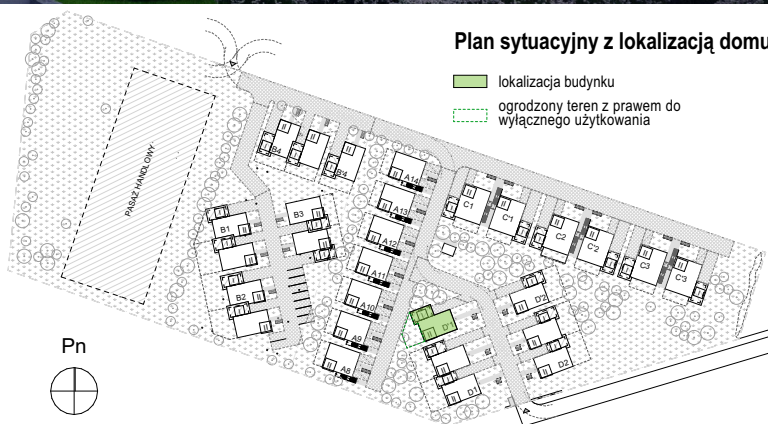 Plan sytuacyjny z lokalizacją domu
lokalizacja budynku
ogrodzony teren z prawem do
wyłącznego użytkowania
PASAŻ HANDLOWY
B4
B'4
A14
A13
A12
A11
A10
A9
A8
B1
B3
B2
C1
C'1
C2
C'2
C3
C'3
D'2
D'1
D1
D2
Pn